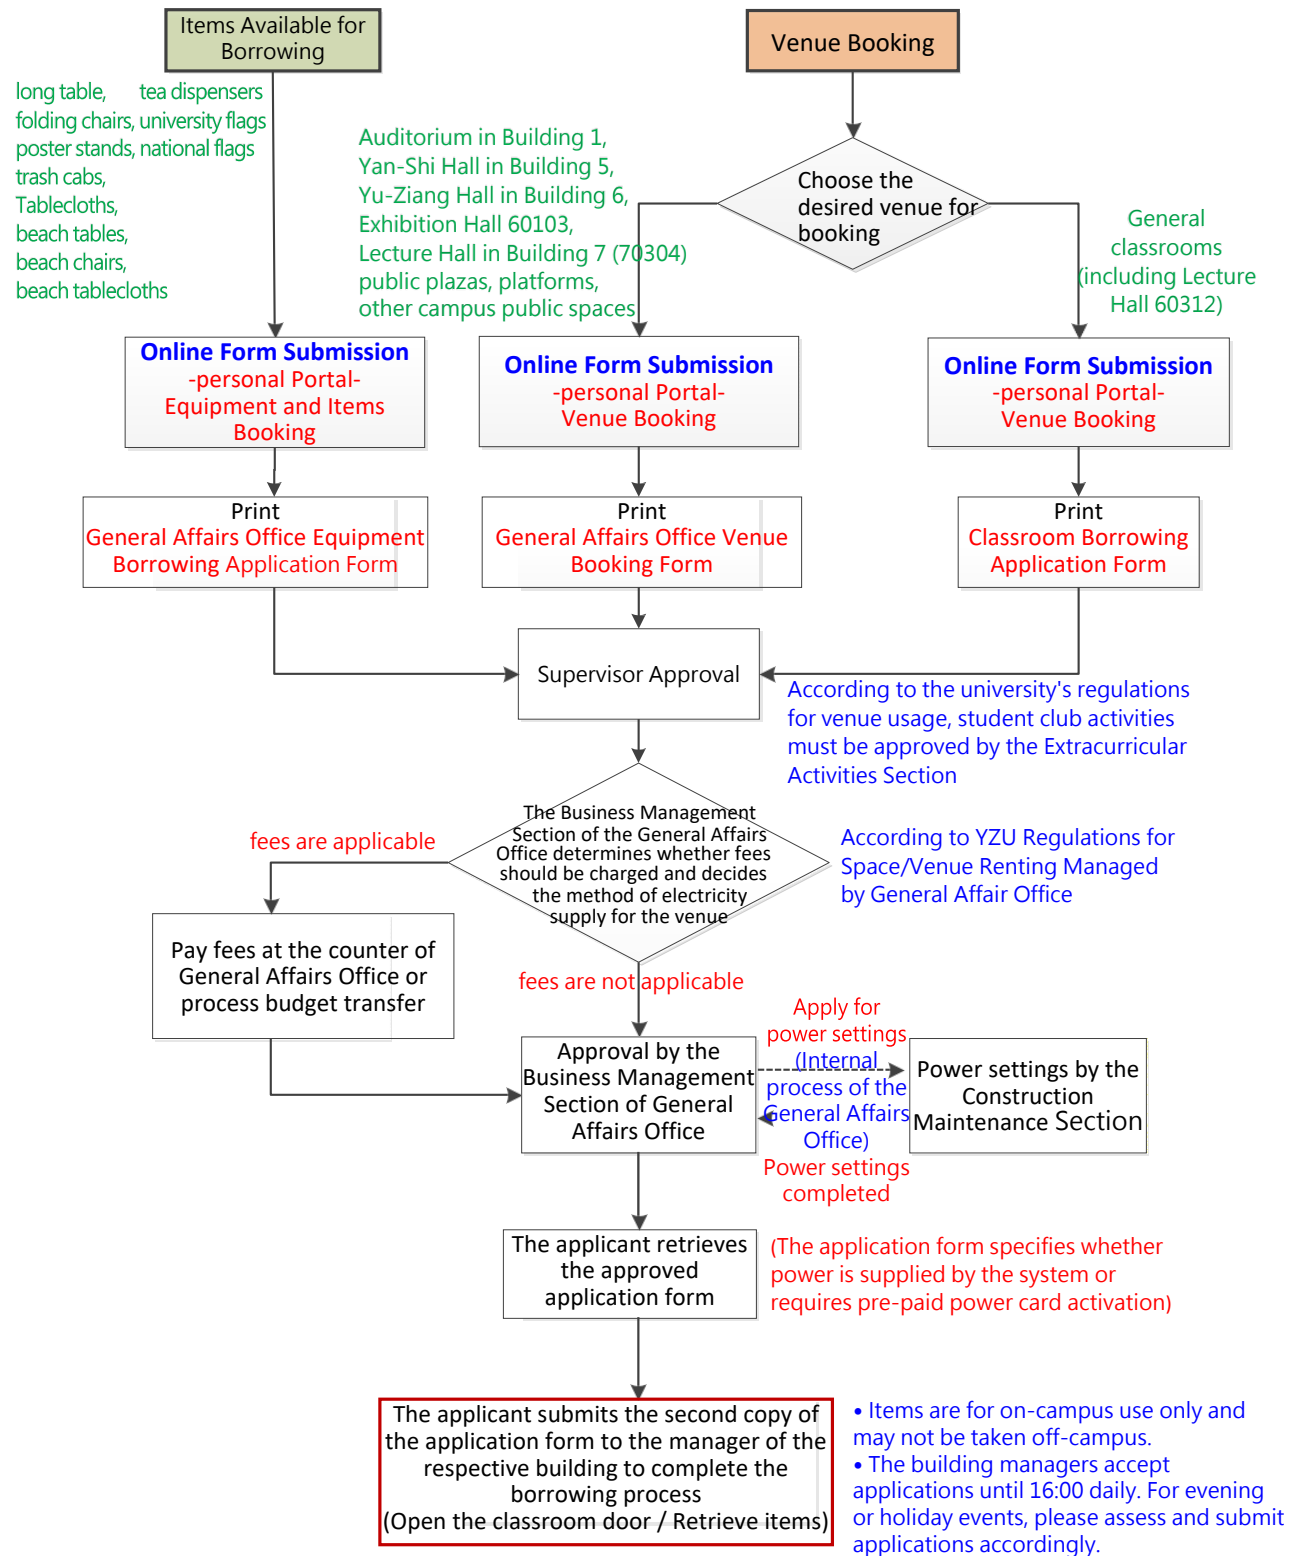 Items Available for
Borrowing
Venue Booking
long table, tea dispensers
folding chairs, university flags
poster stands, national flags
trash cabs,
Tablecloths,
beach tables,
beach chairs,
beach tablecloths
Auditorium in Building 1,
Yan-Shi Hall in Building 5,
Yu-Ziang Hall in Building 6,
Exhibition Hall 60103,
Lecture Hall in Building 7 (70304)
public plazas, platforms,
other campus public spaces
Choose the
desired venue for
booking
General
classrooms
(including Lecture
Hall 60312)
Online Form Submission
-personal Portal-
Equipment and Items
Booking
Online Form Submission
-personal Portal-
Venue Booking
Online Form Submission
-personal Portal-
Venue Booking
Print
General Affairs Office Equipment
Borrowing Application Form
Print
General Affairs Office Venue
Booking Form
Print
Classroom Borrowing
Application Form
Supervisor Approval
According to the university's regulations
for venue usage, student club activities
must be approved by the Extracurricular
Activities Section
The Business Management
Section of the General Affairs
Office determines whether fees
should be charged and decides
the method of electricity
supply for the venue
According to YZU Regulations for
Space/Venue Renting Managed
by General Affair Office
fees are applicable
Pay fees at the counter of
General Affairs Office or
process budget transfer
fees are not applicable
Approval by the
Business Management
Section of General
Affairs Office
Apply for
power settings
(Internal
process of the
General Affairs
Office)
Power settings
completed
Power settings by the
Construction
Maintenance Section
The applicant retrieves
the approved
application form
(The application form specifies whether
power is supplied by the system or
requires pre-paid power card activation)
The applicant submits the second copy of
the application form to the manager of the
respective building to complete the
borrowing process
(Open the classroom door / Retrieve items)
• Items are for on-campus use only and
may not be taken off-campus.
• The building managers accept
applications until 16:00 daily. For evening
or holiday events, please assess and submit
applications accordingly.